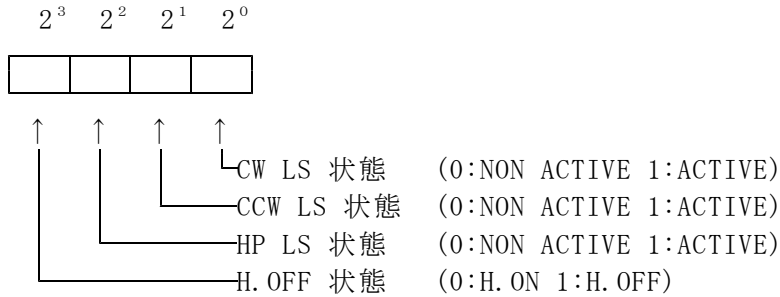 2³ 2² 2¹ 2⁰
↑ ↑ ↑ ↑
CW LS 状態 (0:NON ACTIVE 1:ACTIVE)
CCW LS 状態 (0:NON ACTIVE 1:ACTIVE)
HP LS 状態 (0:NON ACTIVE 1:ACTIVE)
H.OFF 状態 (0:H.ON 1:H.OFF)